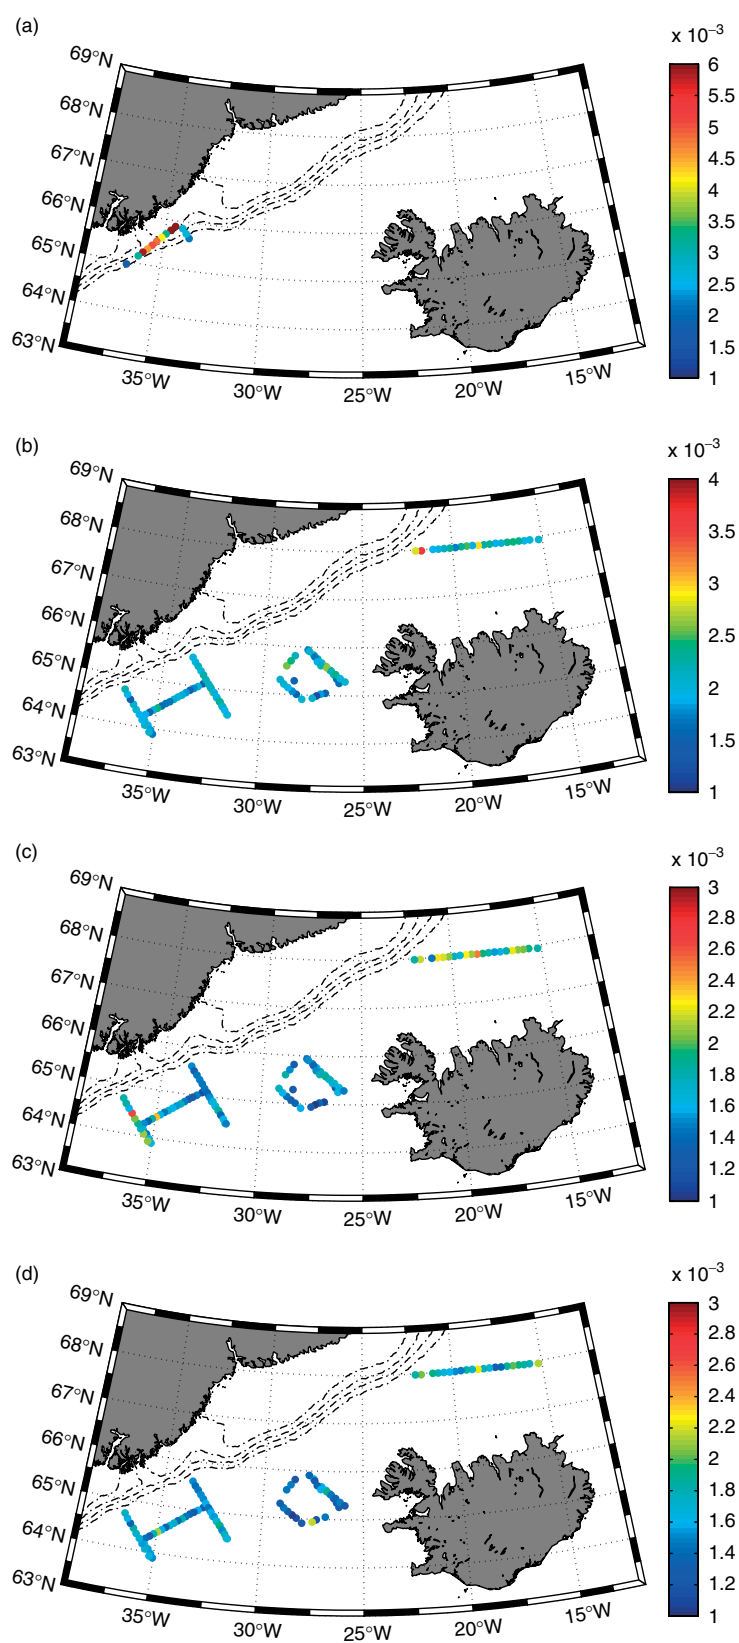 (a)
69°N
68°N
67°N
66°N
65°N
64°N
63°N
35°W
30°W
25°W
20°W
15°W
x 10⁻³
6
5.5
5
4.5
4
3.5
3
2.5
2
1.5
1
(b)
69°N
68°N
67°N
66°N
65°N
64°N
63°N
35°W
30°W
25°W
20°W
15°W
x 10⁻³
4
3.5
3
2.5
2
1.5
1
(c)
69°N
68°N
67°N
66°N
65°N
64°N
63°N
35°W
30°W
25°W
20°W
15°W
x 10⁻³
3
2.8
2.6
2.4
2.2
2
1.8
1.6
1.4
1.2
1
(d)
69°N
68°N
67°N
66°N
65°N
64°N
63°N
35°W
30°W
25°W
20°W
15°W
x 10⁻³
3
2.8
2.6
2.4
2.2
2
1.8
1.6
1.4
1.2
1